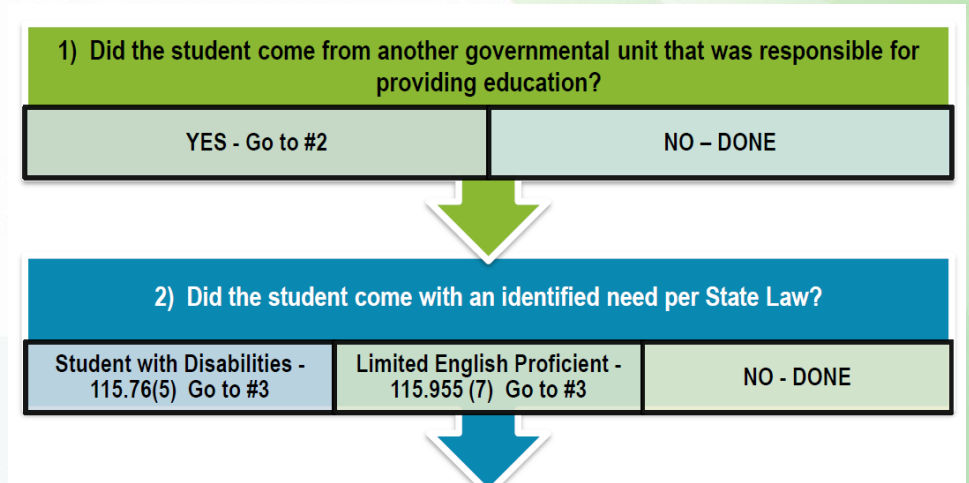 1) Did the student come from another governmental unit that was responsible for
providing education?
YES - Go to #2
NO – DONE
2) Did the student come with an identified need per State Law?
Student with Disabilities -
115.76(5) Go to #3
Limited English Proficient -
115.955 (7) Go to #3
NO - DONE